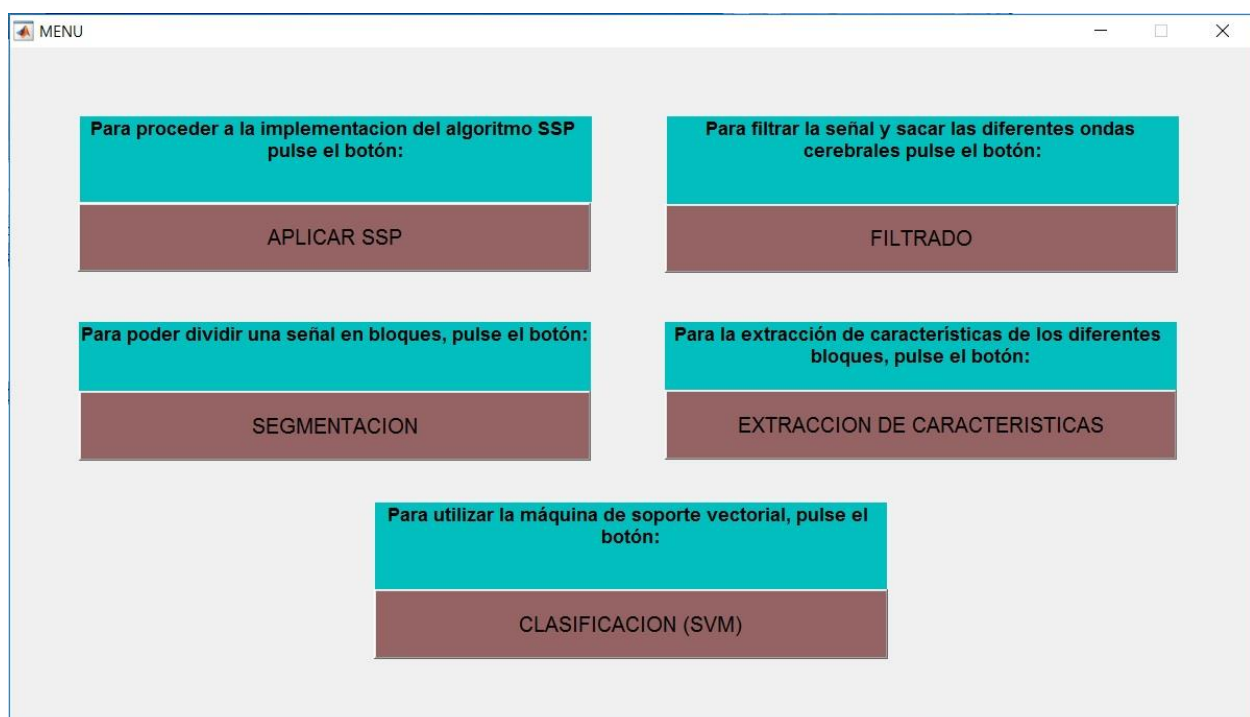 MENU
Para proceder a la implementacion del algoritmo SSP
pulse el botón:
APLICAR SSP
Para filtrar la señal y sacar las diferentes ondas
cerebrales pulse el botón:
FILTRADO
Para poder dividir una señal en bloques, pulse el botón:
SEGMENTACION
Para la extracción de característícas de los diferentes
bloques, pulse el botón:
EXTRACCION DE CARACTERISTICAS
Para utilizar la máquina de soporte vectorial, pulse el
botón:
CLASIFICACION (SVM)